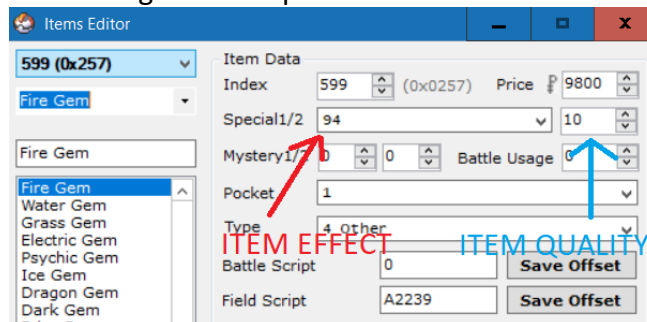 Items Editor
599 (0x257)
Fire Gem
Fire Gem
Fire Gem
Water Gem
Grass Gem
Electric Gem
Psychic Gem
Ice Gem
Dragon Gem
Dark Gem
Item Data
Index 599 (0x0257) Price 9800
Special1/2 94 10
Mystery1/2 0 0 Battle Usage 0
Pocket 1
Type 4 Other
ITEM EFFECT ITEM QUALITY
Battle Script 0 Save Offset
Field Script A2239 Save Offset